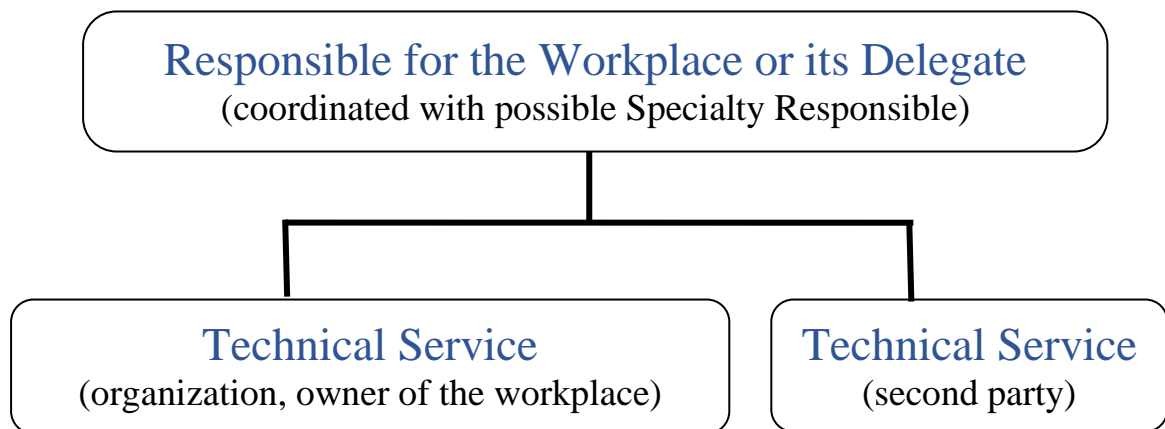 Responsible for the Workplace or its Delegate
(coordinated with possible Specialty Responsible)
Technical Service
(organization, owner of the workplace)
Technical Service
(second party)